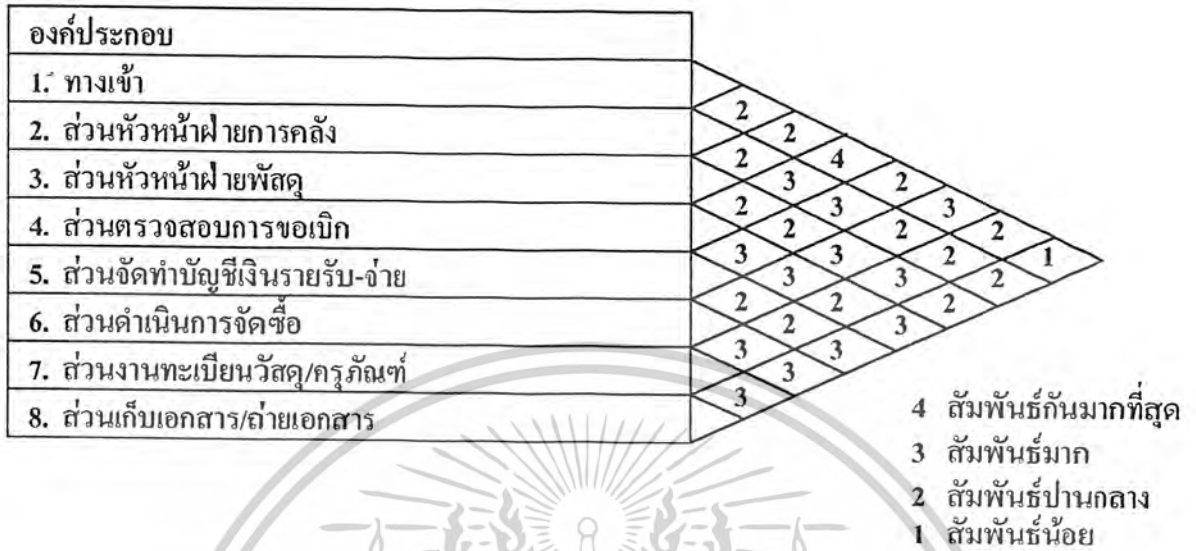 องค์ประกอบ
1. ทางเข้า
2. ส่วนหัวหน้าฝ่ายการคลัง
3. ส่วนหัวหน้าฝ่ายพัสดุ
4. ส่วนตรวจสอบการขอเบิก
5. ส่วนจัดทำบัญชีเงินรายรับ-จ่าย
6. ส่วนดำเนินการจัดซื้อ
7. ส่วนงานทะเบียนวัสดุ/ครุภัณฑ์
8. ส่วนเก็บเอกสาร/ถ่ายเอกสาร
2
2
2 4
3 2
2 3 3
2 2 2
3 3 2 1
3 3 2
2 2 2
2 3
3 3
3
3
4 สัมพันธ์กันมากที่สุด
3 สัมพันธ์มาก
2 สัมพันธ์ปานกลาง
1 สัมพันธ์น้อย